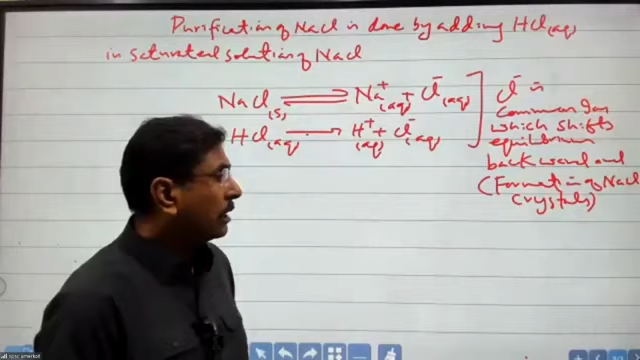 Purification of NaCl is done by adding HCl(aq)
in saturated solution of NaCl
NaCl(s) ⇌ Na⁺(aq) + Cl⁻(aq)
HCl(aq) → H⁺(aq) + Cl⁻(aq)
Cl⁻ is
Common Ion
which shifts
equilibrium
backward and
(Formation of NaCl
crystals)